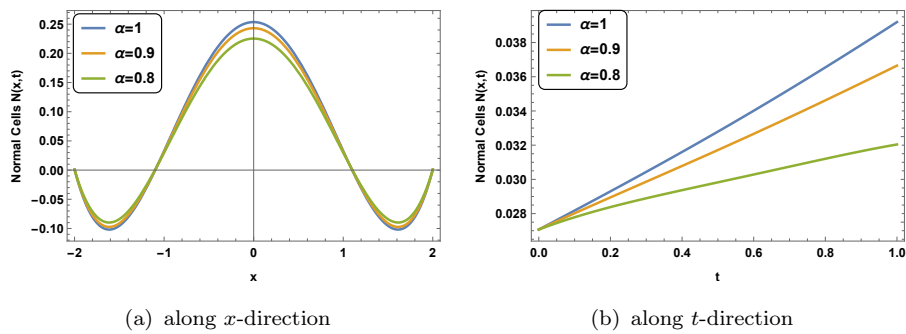 α=1
α=0.9
α=0.8
Normal Cells N(x,t)
0.25
0.20
0.15
0.10
0.05
0.00
-0.05
-0.10
-2 -1 0 1 2
x
(a) along x-direction
α=1
α=0.9
α=0.8
Normal Cells N(x,t)
0.038
0.036
0.034
0.032
0.030
0.028
0.0 0.2 0.4 0.6 0.8 1.0
t
(b) along t-direction